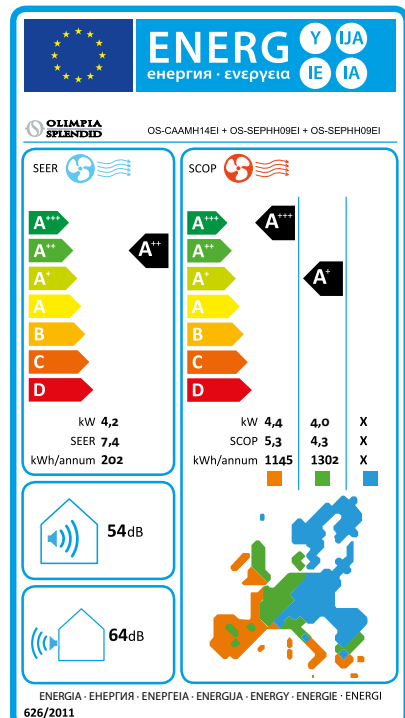 ENERG
енергия · ενεργεια
Y IJA
IE IA
OLIMPIA
SPLENDID
OS-CAAMH14EI + OS-SEPHH09EI + OS-SEPHH09EI
SEER
A+++
A++
A+
A
B
C
D
A++
kW 4,2
SEER 7,4
kWh/annum 202
SCOP
A+++
A++
A+
A
B
C
D
A+++
A+
kW 4,4 4,0 X
SCOP 5,3 4,3 X
kWh/annum 1145 1302 X
54dB
64dB
ENERGIA · ЕНЕРГИЯ · ΕΝΕΡΓΕΙΑ · ENERGIJA · ENERGY · ENERGIE · ENERGI
626/2011